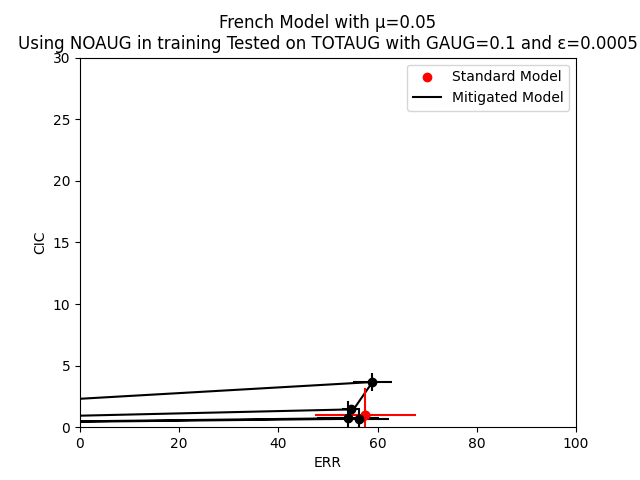 French Model with μ=0.05
Using NOAUG in training Tested on TOTAUG with GAUG=0.1 and ε=0.0005
30
25
20
15
10
5
0
CIC
Standard Model
Mitigated Model
0 20 40 60 80 100
ERR